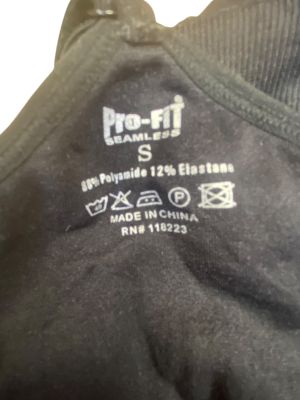 Pro-Fit
SEAMLESS
S
88% Polyamide 12% Elastane
P
MADE IN CHINA
RN# 118223